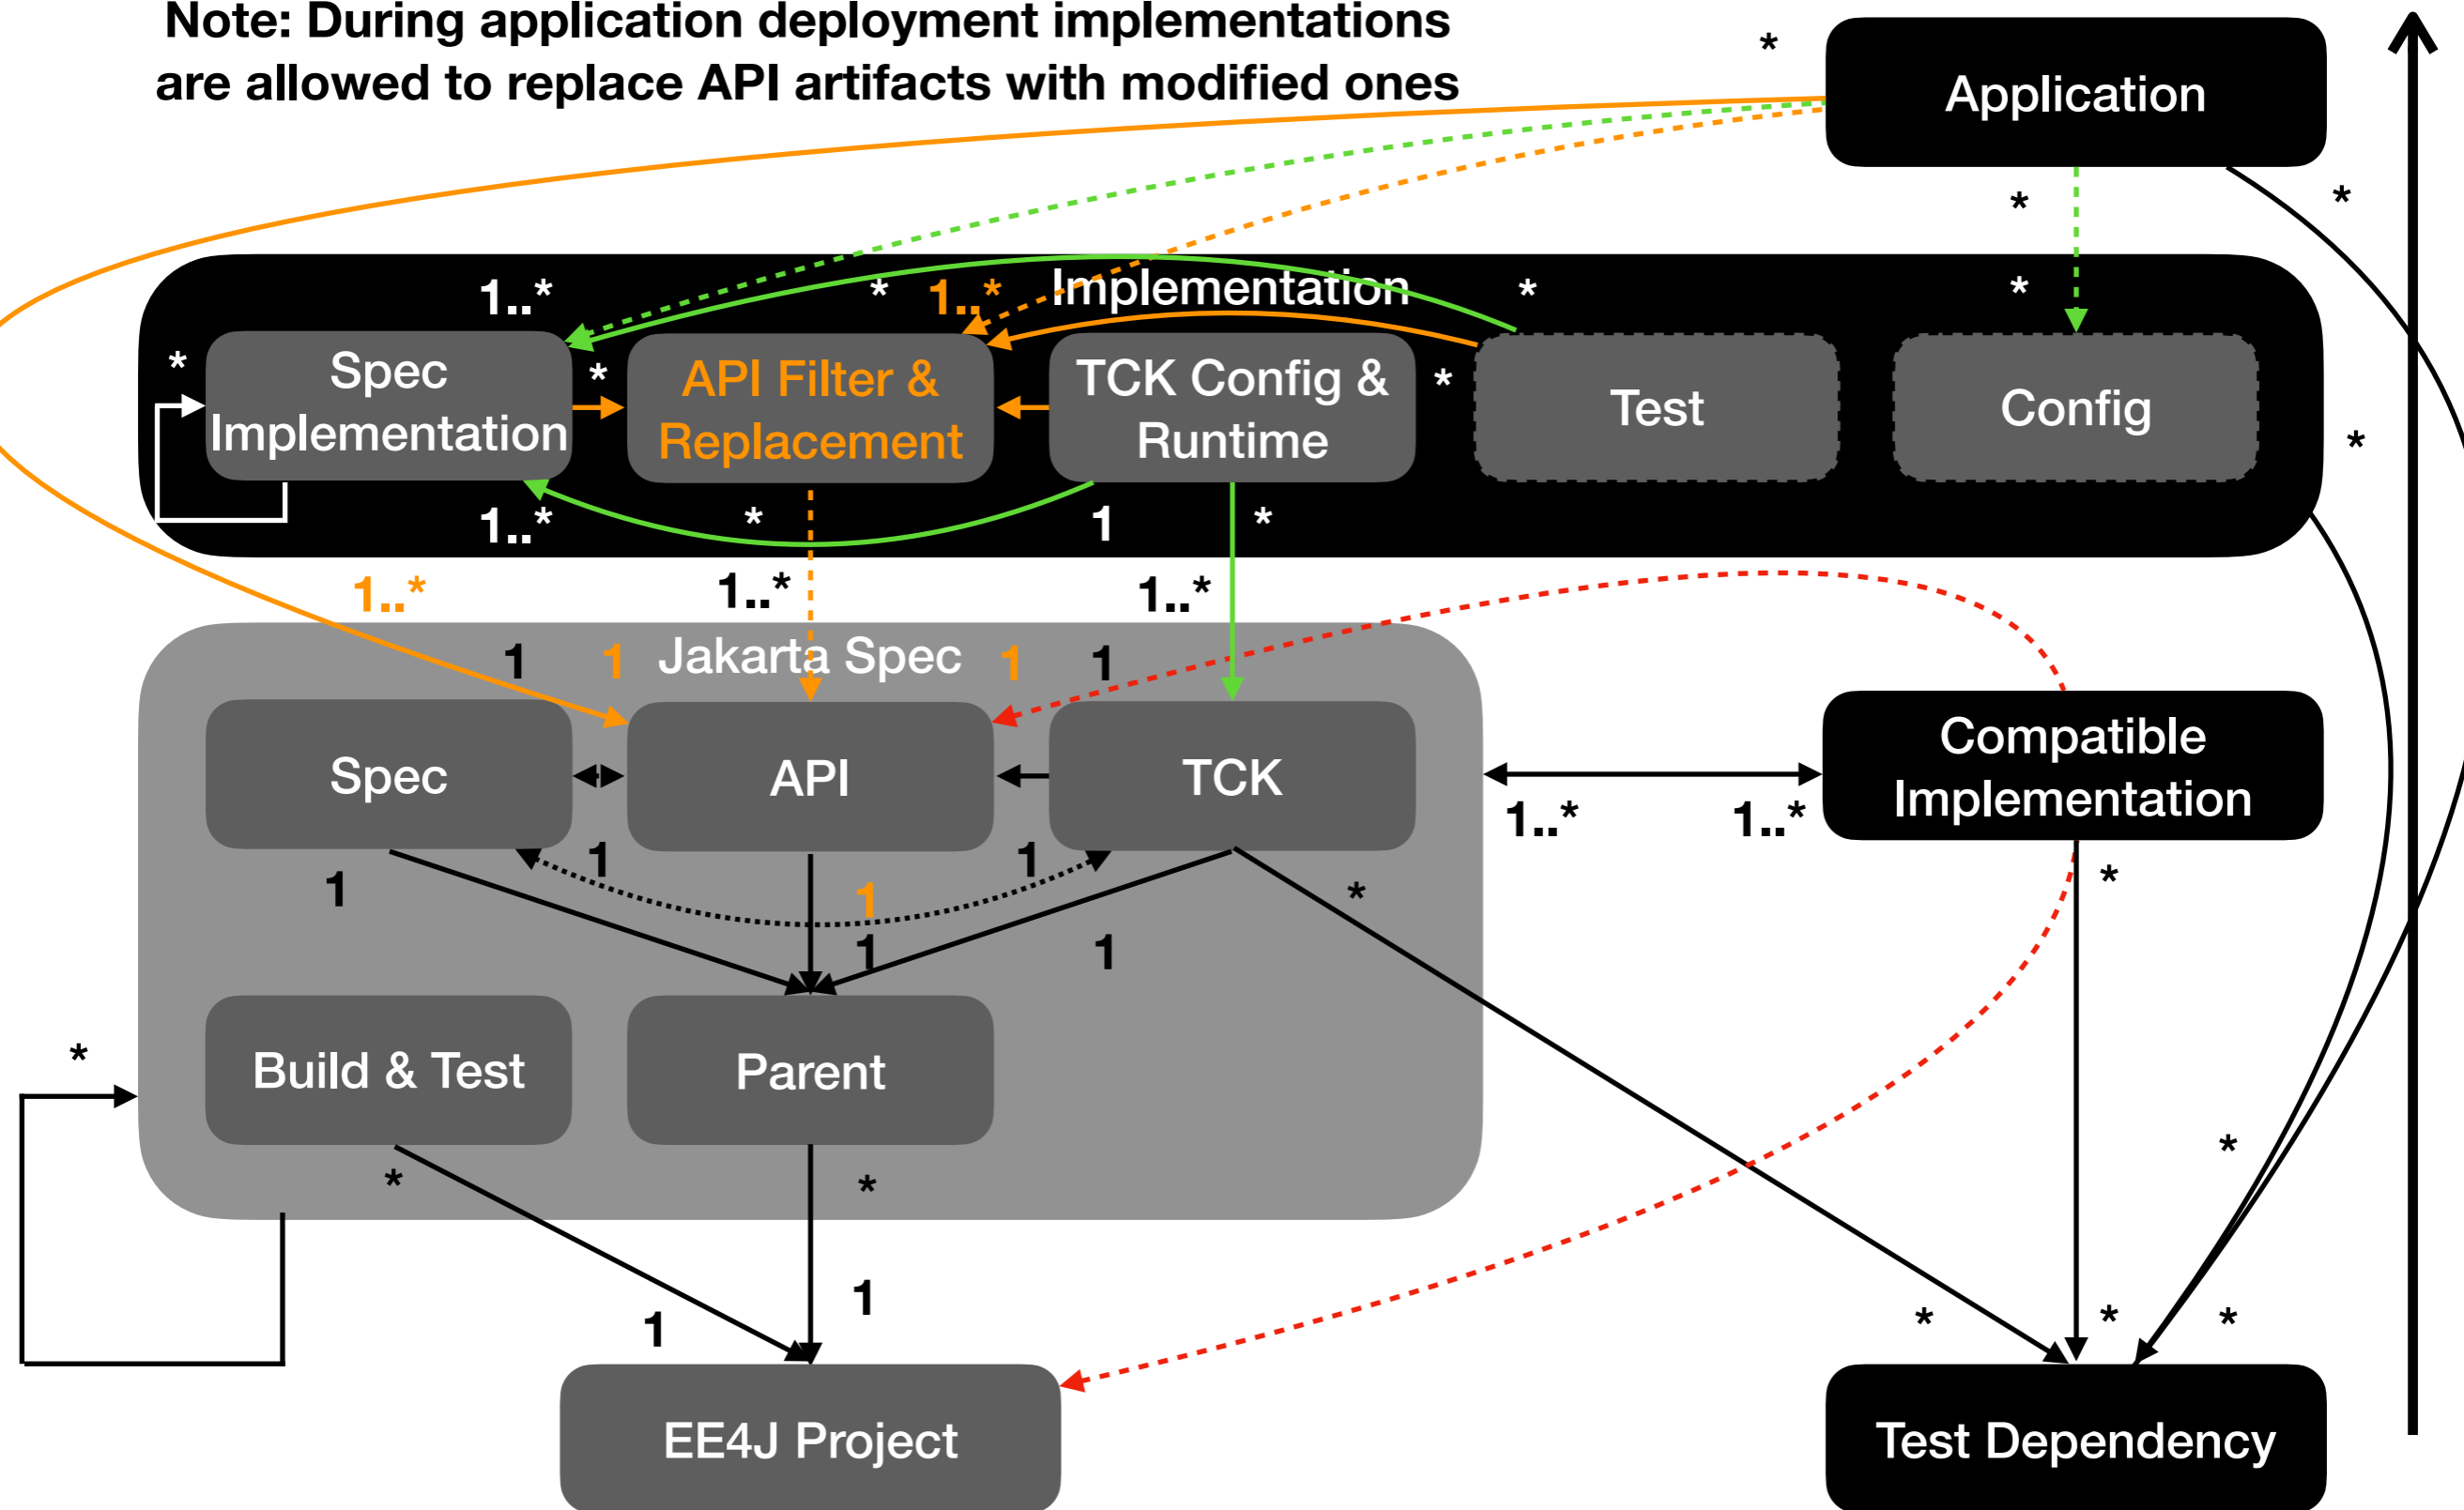 Note: During application deployment implementations
are allowed to replace API artifacts with modified ones
*
Application
*
*
1..*
*
1..*
Implementation
*
*
*
Spec
Implementation
*
API Filter &
Replacement
TCK Config &
Runtime
*
Test
Config
*
1..*
*
1
*
1..*
1..*
1..*
1
1
Jakarta Spec
1
1
Spec
API
TCK
Compatible
Implementation
1..*
1..*
1
1
1
1
*
*
1
1
*
Build & Test
Parent
*
*
*
1
1
*
*
*
EE4J Project
Test Dependency